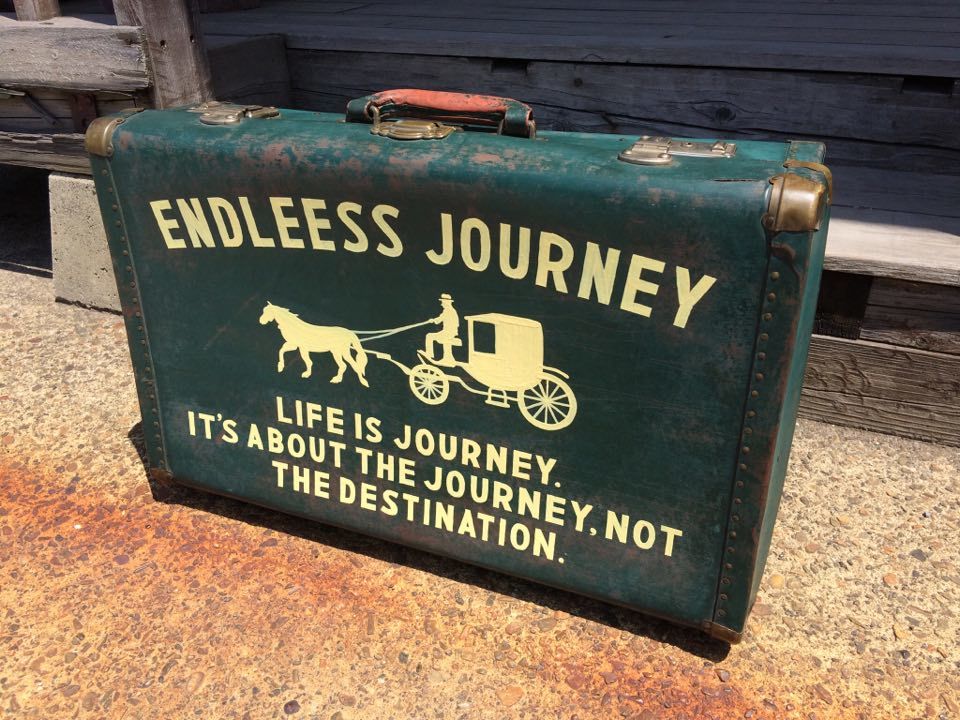 ENDLEESS JOURNEY
LIFE IS JOURNEY.
IT'S ABOUT THE JOURNEY, NOT
THE DESTINATION.